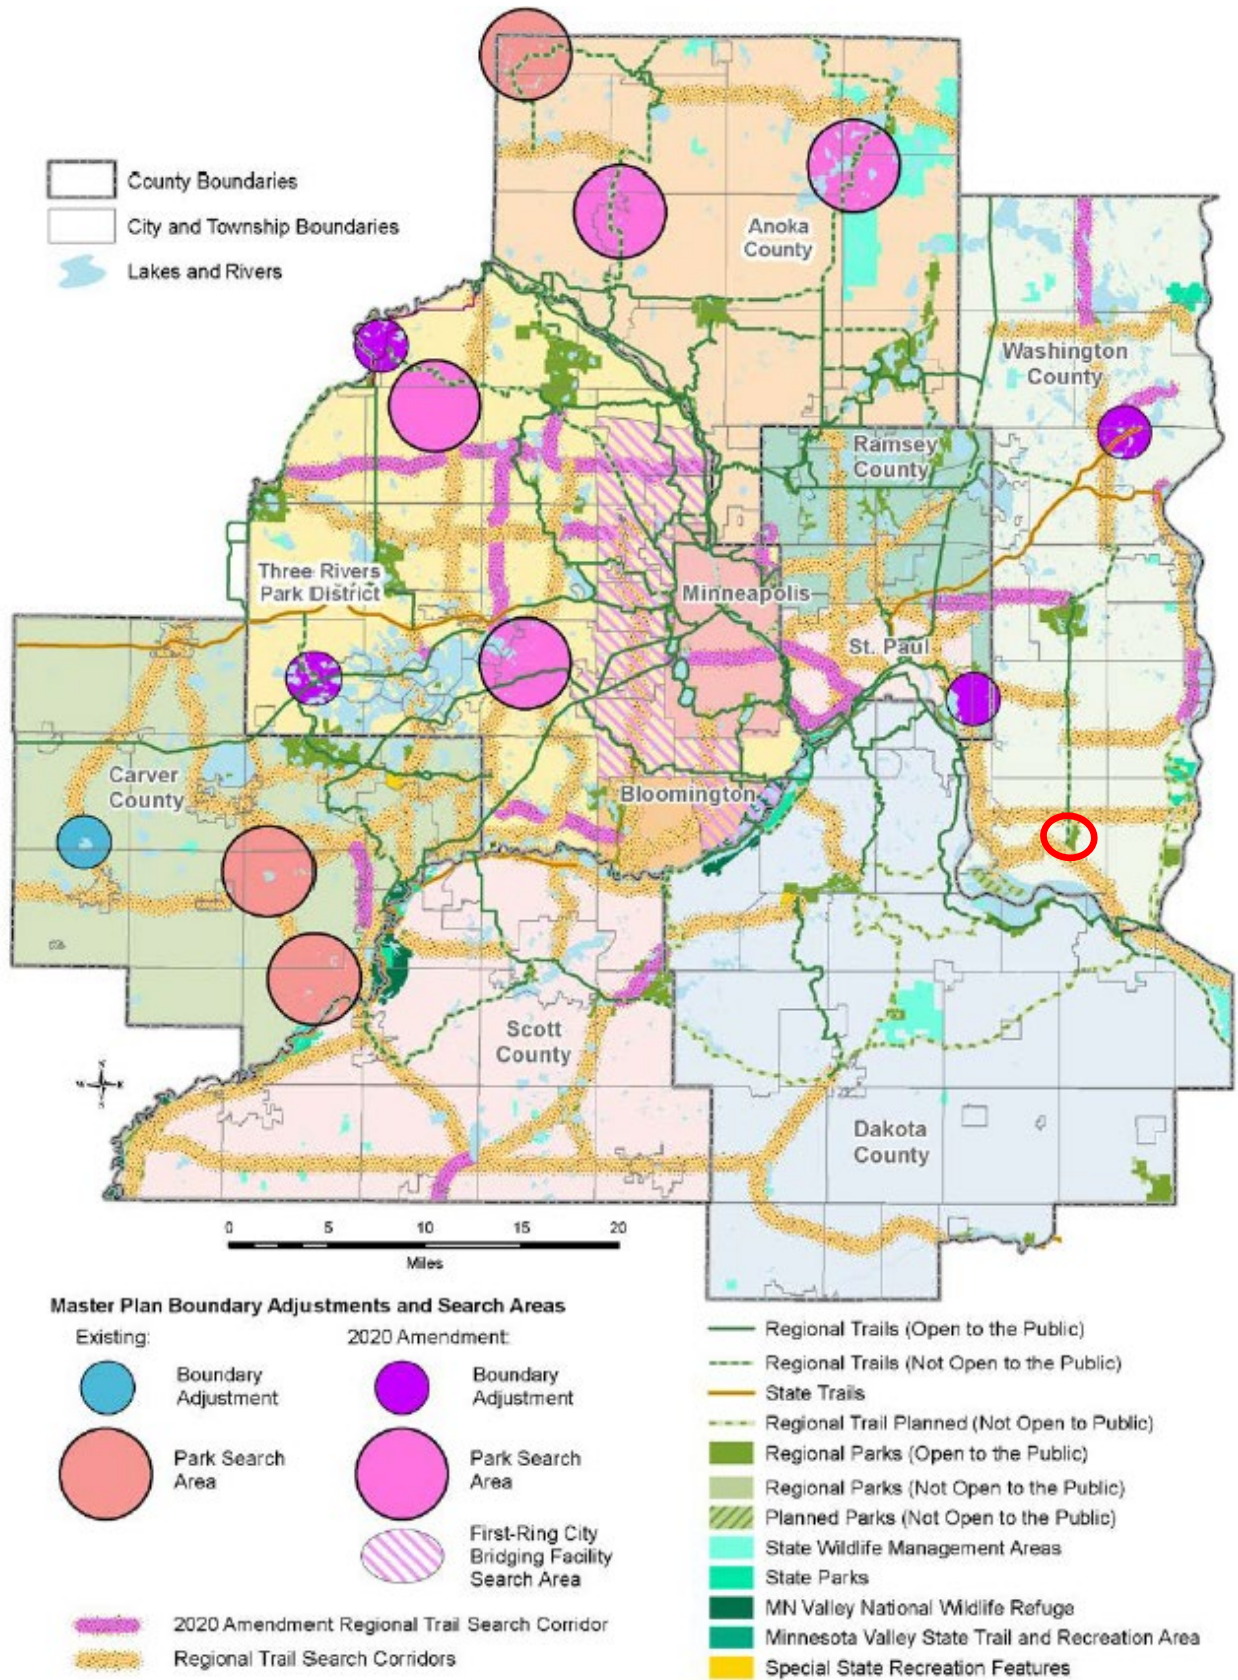 County Boundaries
City and Township Boundaries
Lakes and Rivers
Anoka
County
Washington
County
Ramsey
County
Three Rivers
Park District
Minneapolis
St. Paul
Carver
County
Bloomington
Scott
County
Dakota
County
0 5 10 15 20
Miles
Master Plan Boundary Adjustments and Search Areas
Existing:
Boundary
Adjustment
Park Search
Area
2020 Amendment:
Boundary
Adjustment
Park Search
Area
First-Ring City
Bridging Facility
Search Area
2020 Amendment Regional Trail Search Corridor
Regional Trail Search Corridors
Regional Trails (Open to the Public)
Regional Trails (Not Open to the Public)
State Trails
Regional Trail Planned (Not Open to Public)
Regional Parks (Open to the Public)
Regional Parks (Not Open to the Public)
Planned Parks (Not Open to the Public)
State Wildlife Management Areas
State Parks
MN Valley National Wildlife Refuge
Minnesota Valley State Trail and Recreation Area
Special State Recreation Features